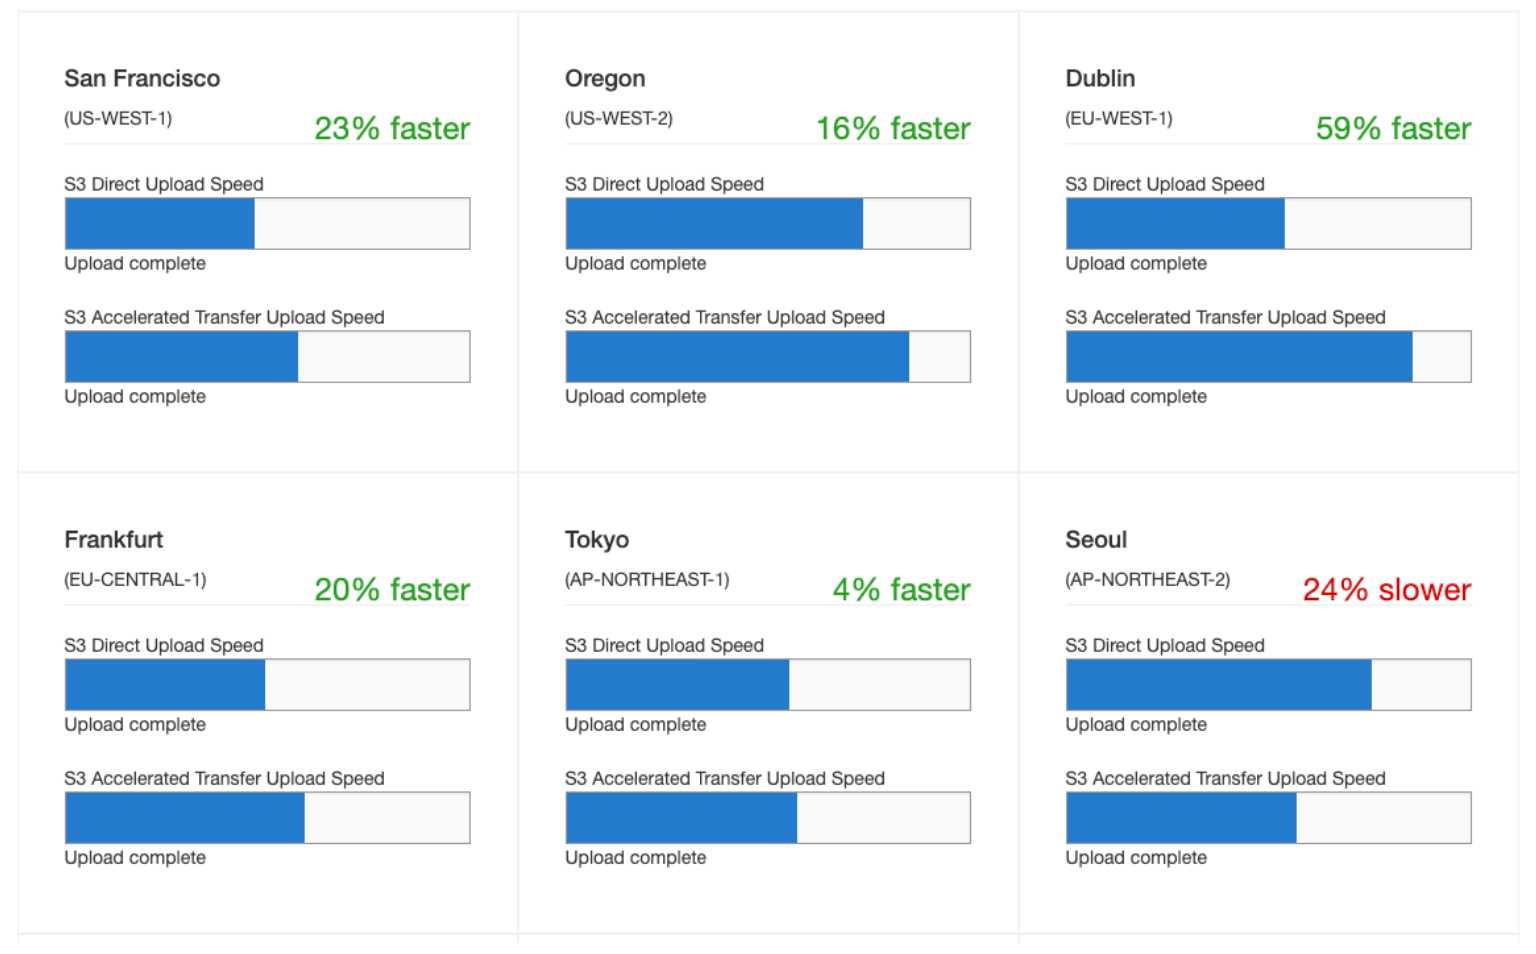 San Francisco
(US-WEST-1)
23% faster
S3 Direct Upload Speed
Upload complete
S3 Accelerated Transfer Upload Speed
Upload complete
Oregon
(US-WEST-2)
16% faster
S3 Direct Upload Speed
Upload complete
S3 Accelerated Transfer Upload Speed
Upload complete
Dublin
(EU-WEST-1)
59% faster
S3 Direct Upload Speed
Upload complete
S3 Accelerated Transfer Upload Speed
Upload complete
Frankfurt
(EU-CENTRAL-1)
20% faster
S3 Direct Upload Speed
Upload complete
S3 Accelerated Transfer Upload Speed
Upload complete
Tokyo
(AP-NORTHEAST-1)
4% faster
S3 Direct Upload Speed
Upload complete
S3 Accelerated Transfer Upload Speed
Upload complete
Seoul
(AP-NORTHEAST-2)
24% slower
S3 Direct Upload Speed
Upload complete
S3 Accelerated Transfer Upload Speed
Upload complete